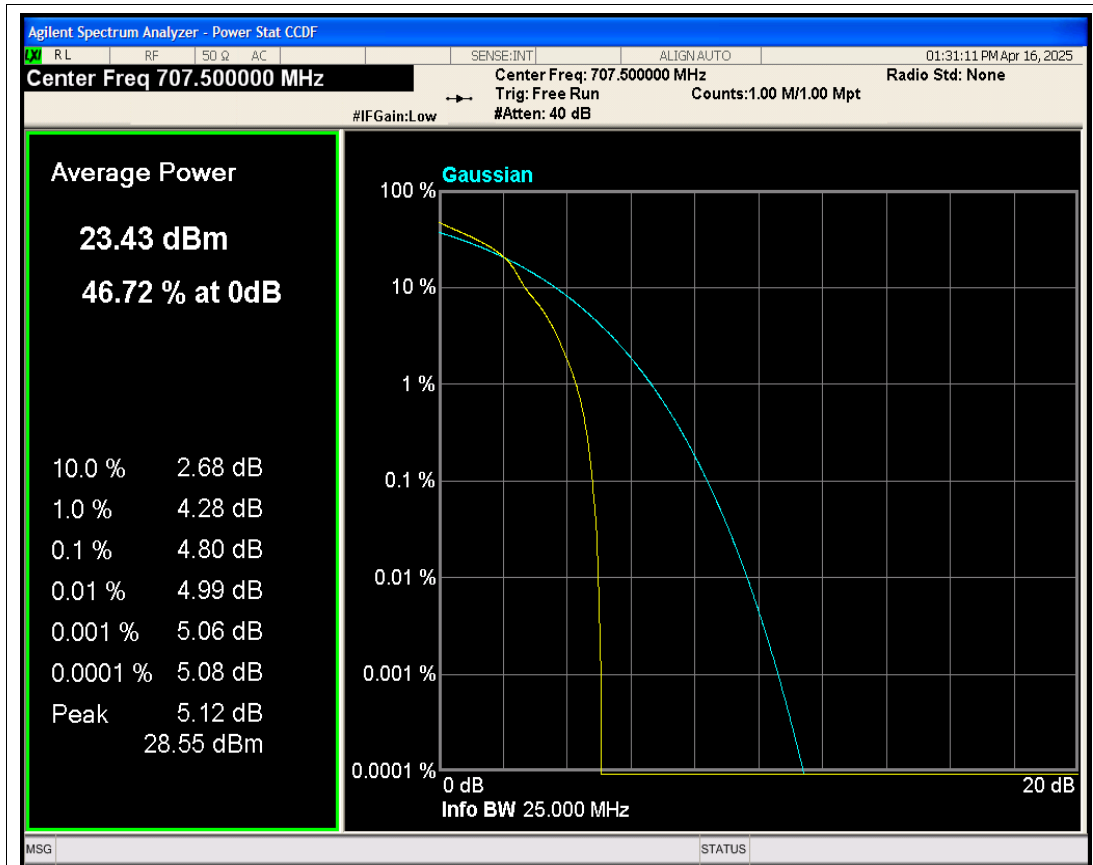 Agilent Spectrum Analyzer - Power Stat CCDF
LXI RL RF 50 Ω AC SENSE:INT ALIGN AUTO 01:31:11 PM Apr 16, 2025
Center Freq 707.500000 MHz
Center Freq: 707.500000 MHz Radio Std: None
Trig: Free Run Counts:1.00 M/1.00 Mpt
#IFGain:Low #Atten: 40 dB
Average Power
23.43 dBm
46.72 % at 0dB
10.0 % 2.68 dB
1.0 % 4.28 dB
0.1 % 4.80 dB
0.01 % 4.99 dB
0.001 % 5.06 dB
0.0001 % 5.08 dB
Peak 5.12 dB
28.55 dBm
Gaussian
100 %
10 %
1 %
0.1 %
0.01 %
0.001 %
0.0001 %
0 dB 20 dB
Info BW 25.000 MHz
MSG STATUS